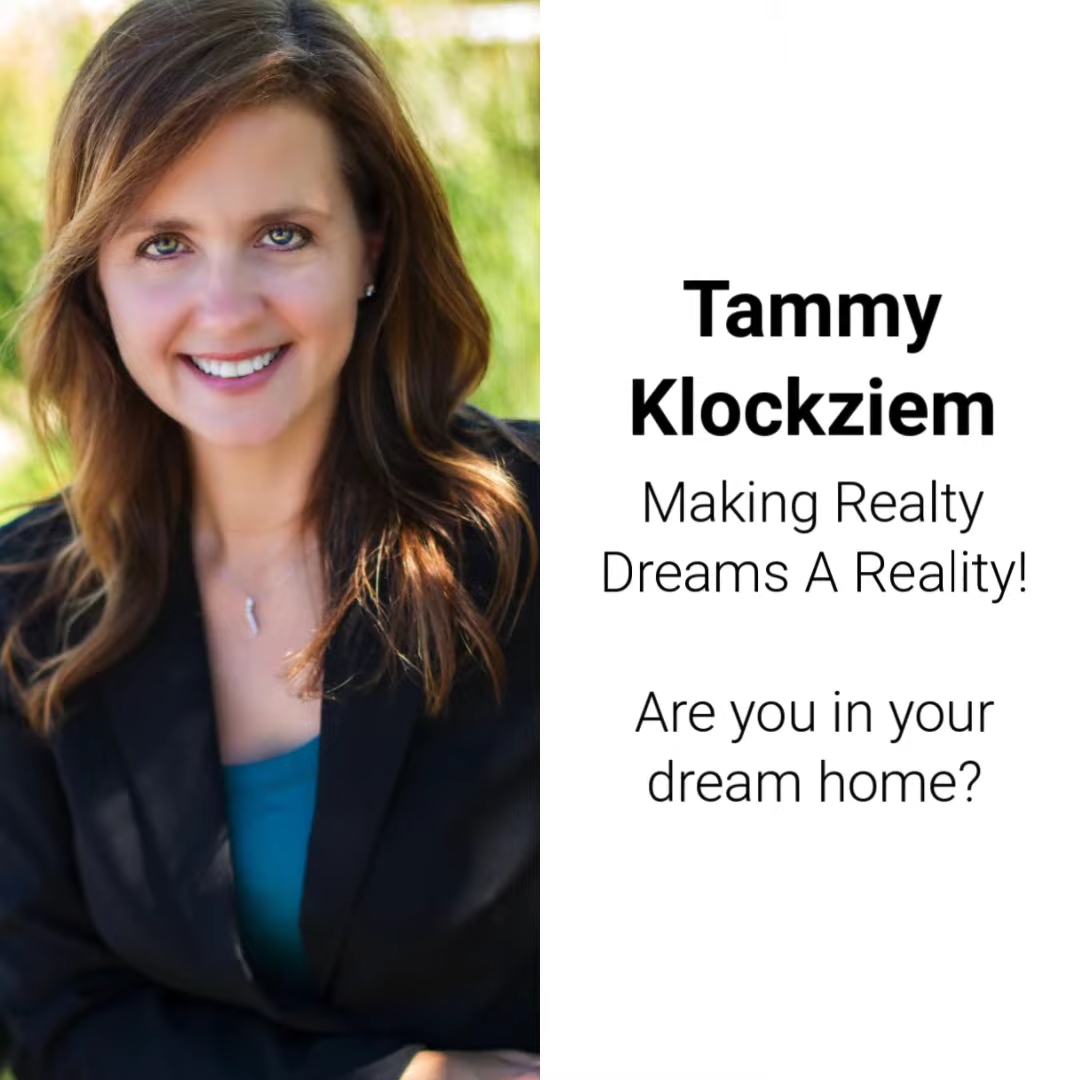 Tammy
Klockziem
Making Realty
Dreams A Reality!
Are you in your
dream home?